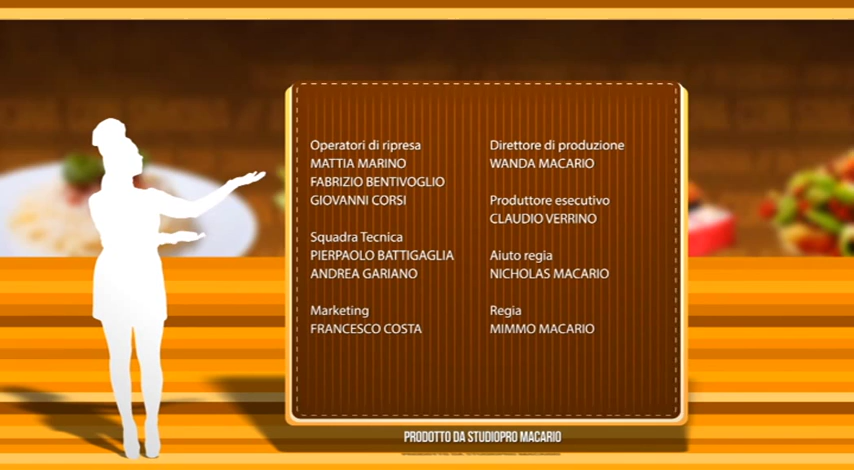 Operatori di ripresa
MATTIA MARINO
FABRIZIO BENTIVOGLIO
GIOVANNI CORSI
Squadra Tecnica
PIERPAOLO BATTIGAGLIA
ANDREA GARIANO
Marketing
FRANCESCO COSTA
Direttore di produzione
WANDA MACARIO
Produttore esecutivo
CLAUDIO VERRINO
Aiuto regia
NICHOLAS MACARIO
Regia
MIMMO MACARIO
PRODOTTO DA STUDIOPRO MACARIO